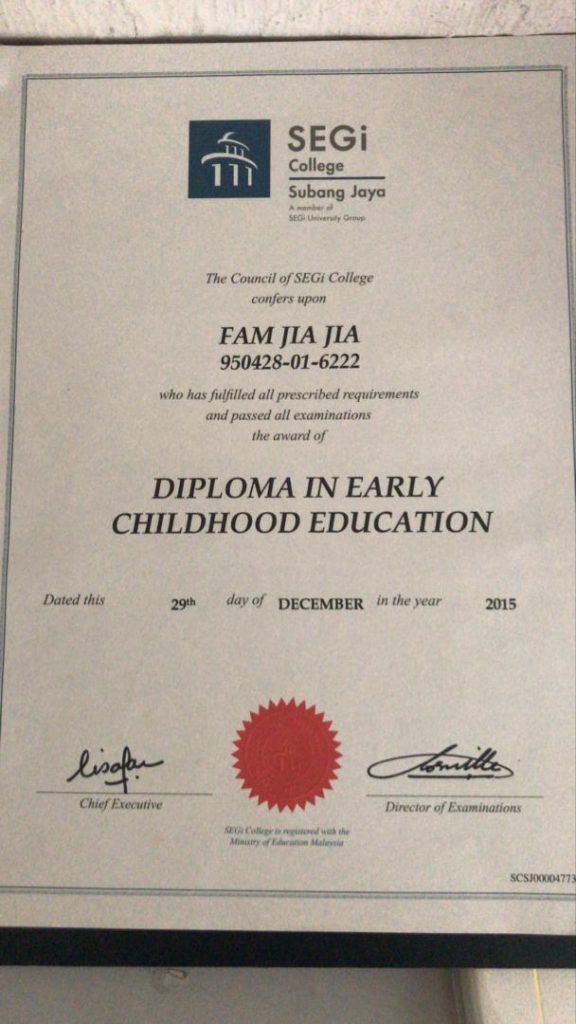 SEGi
College
Subang Jaya
A member of
SEGi University Group
The Council of SEGi College
confers upon
FAM JIA JIA
950428-01-6222
who has fulfilled all prescribed requirements
and passed all examinations
the award of
DIPLOMA IN EARLY
CHILDHOOD EDUCATION
Dated this 29th day of DECEMBER in the year 2015
Chief Executive
Director of Examinations
SEGi College is registered with the
Ministry of Education Malaysia
SCSJ00004773